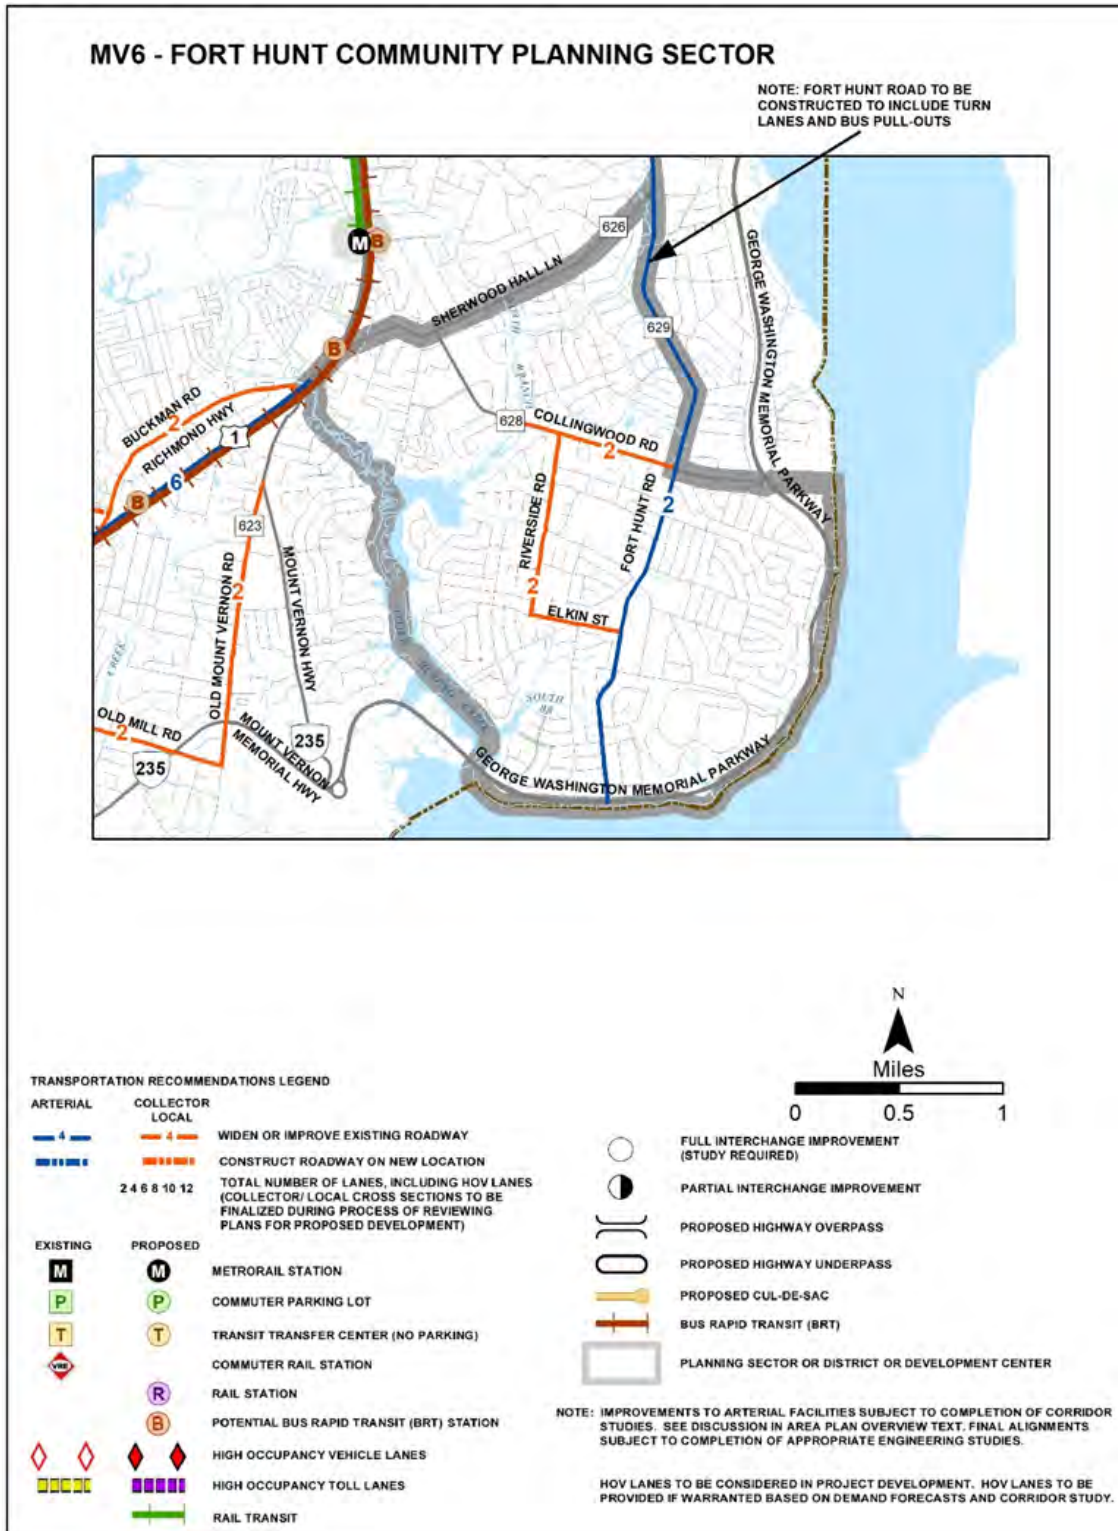 MV6 - FORT HUNT COMMUNITY PLANNING SECTOR
NOTE: FORT HUNT ROAD TO BE
CONSTRUCTED TO INCLUDE TURN
LANES AND BUS PULL-OUTS
M
B
626
SHERWOOD HALL LN
GEORGE WASHINGTON MEMORIAL PARKWAY
629
B
NORTH BRANCH
BUCKMAN RD
2
RICHMOND HWY
1
628
COLLINGWOOD RD
2
6
B
623
RIVERSIDE RD
2
FORT HUNT RD
2
OLD MOUNT VERNON RD
2
MOUNT VERNON HWY
ELKIN ST
CREEK
SOUTH
BR
OLD MILL RD
2
235
235
MOUNT VERNON
MEMORIAL HWY
GEORGE WASHINGTON MEMORIAL PARKWAY
N
Miles
0 0.5 1
TRANSPORTATION RECOMMENDATIONS LEGEND
ARTERIAL
COLLECTOR
LOCAL
4 4 WIDEN OR IMPROVE EXISTING ROADWAY
CONSTRUCT ROADWAY ON NEW LOCATION
2 4 6 8 10 12 TOTAL NUMBER OF LANES, INCLUDING HOV LANES
(COLLECTOR/ LOCAL CROSS SECTIONS TO BE
FINALIZED DURING PROCESS OF REVIEWING
PLANS FOR PROPOSED DEVELOPMENT)
EXISTING PROPOSED
M M METRORAIL STATION
P P COMMUTER PARKING LOT
T T TRANSIT TRANSFER CENTER (NO PARKING)
VRE COMMUTER RAIL STATION
R RAIL STATION
B POTENTIAL BUS RAPID TRANSIT (BRT) STATION
HIGH OCCUPANCY VEHICLE LANES
HIGH OCCUPANCY TOLL LANES
RAIL TRANSIT
FULL INTERCHANGE IMPROVEMENT
(STUDY REQUIRED)
PARTIAL INTERCHANGE IMPROVEMENT
PROPOSED HIGHWAY OVERPASS
PROPOSED HIGHWAY UNDERPASS
PROPOSED CUL-DE-SAC
BUS RAPID TRANSIT (BRT)
PLANNING SECTOR OR DISTRICT OR DEVELOPMENT CENTER
NOTE: IMPROVEMENTS TO ARTERIAL FACILITIES SUBJECT TO COMPLETION OF CORRIDOR
STUDIES. SEE DISCUSSION IN AREA PLAN OVERVIEW TEXT. FINAL ALIGNMENTS
SUBJECT TO COMPLETION OF APPROPRIATE ENGINEERING STUDIES.
HOV LANES TO BE CONSIDERED IN PROJECT DEVELOPMENT. HOV LANES TO BE
PROVIDED IF WARRANTED BASED ON DEMAND FORECASTS AND CORRIDOR STUDY.